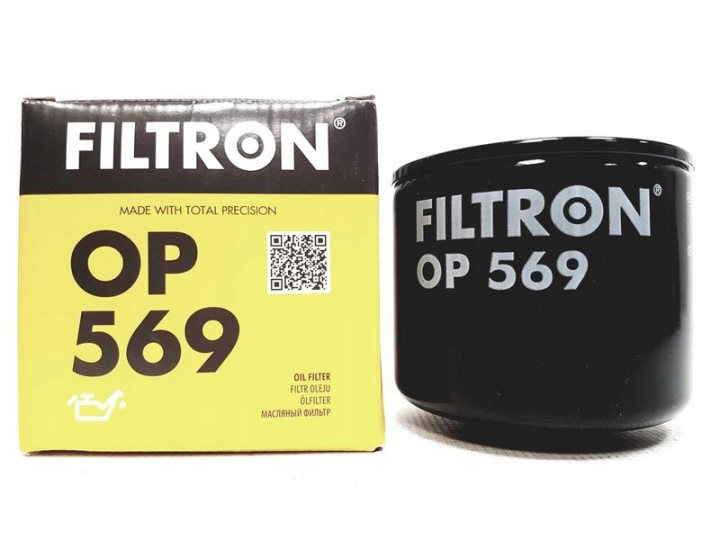 FILTRON®
MADE WITH TOTAL PRECISION
OP
569
OIL FILTER
FILTR OLEJU
ÖLFILTER
МАСЛЯНЫЙ ФИЛЬТР
FILTRON®
OP 569